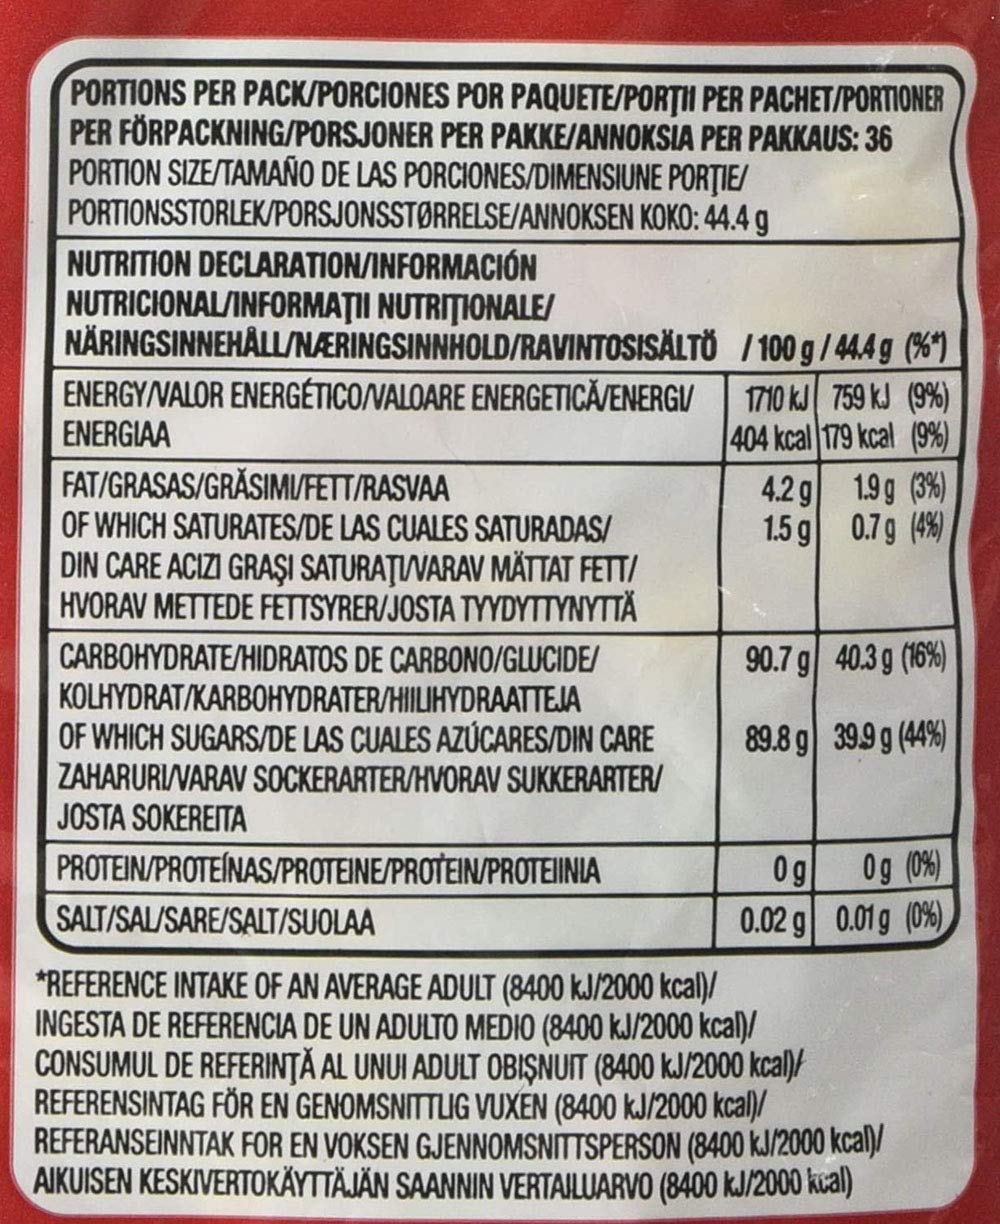 PORTIONS PER PACK/PORCIONES POR PAQUETE/PORȚII PER PACHET/PORTIONER
PER FÖRPACKNING/PORSJONER PER PAKKE/ANNOKSIA PER PAKKAUS: 36
PORTION SIZE/TAMAÑO DE LAS PORCIONES/DIMENSIUNE PORȚIE/
PORTIONSSTORLEK/PORSJONSSTØRRELSE/ANNOKSEN KOKO: 44.4 g
NUTRITION DECLARATION/INFORMACIÓN
NUTRICIONAL/INFORMAȚII NUTRIȚIONALE/
NÄRINGSINNEHÅLL/NÆRINGSINNHOLD/RAVINTOSISÄLTÖ / 100 g / 44.4 g (%*)
ENERGY/VALOR ENERGÉTICO/VALOARE ENERGETICĂ/ENERGI/ 1710 kJ 759 kJ (9%)
ENERGIAA 404 kcal 179 kcal (9%)
FAT/GRASAS/GRĂSIMI/FETT/RASVAA 4.2 g 1.9 g (3%)
OF WHICH SATURATES/DE LAS CUALES SATURADAS/ 1.5 g 0.7 g (4%)
DIN CARE ACIZI GRAȘI SATURAȚI/VARAV MÄTTAT FETT/
HVORAV METTEDE FETTSYRER/JOSTA TYYDYTTYNYTTÄ
CARBOHYDRATE/HIDRATOS DE CARBONO/GLUCIDE/ 90.7 g 40.3 g (16%)
KOLHYDRAT/KARBOHYDRATER/HIILIHYDRAATTEJA
OF WHICH SUGARS/DE LAS CUALES AZÚCARES/DIN CARE 89.8 g 39.9 g (44%)
ZAHARURI/VARAV SOCKERARTER/HVORAV SUKKERARTER/
JOSTA SOKEREITA
PROTEIN/PROTEÍNAS/PROTEINE/PROTEIN/PROTEIINIA 0 g 0 g (0%)
SALT/SAL/SARE/SALT/SUOLAA 0.02 g 0.01 g (0%)
*REFERENCE INTAKE OF AN AVERAGE ADULT (8400 kJ/2000 kcal)/
INGESTA DE REFERENCIA DE UN ADULTO MEDIO (8400 kJ/2000 kcal)/
CONSUMUL DE REFERINȚĂ AL UNUI ADULT OBIȘNUIT (8400 kJ/2000 kcal)/
REFERENSINTAG FÖR EN GENOMSNITTLIG VUXEN (8400 kJ/2000 kcal)/
REFERANSEINNTAK FOR EN VOKSEN GJENNOMSNITTSPERSON (8400 kJ/2000 kcal)/
AIKUISEN KESKIVERTOKÄYTTÄJÄN SAANNIN VERTAILUARVO (8400 kJ/2000 kcal)